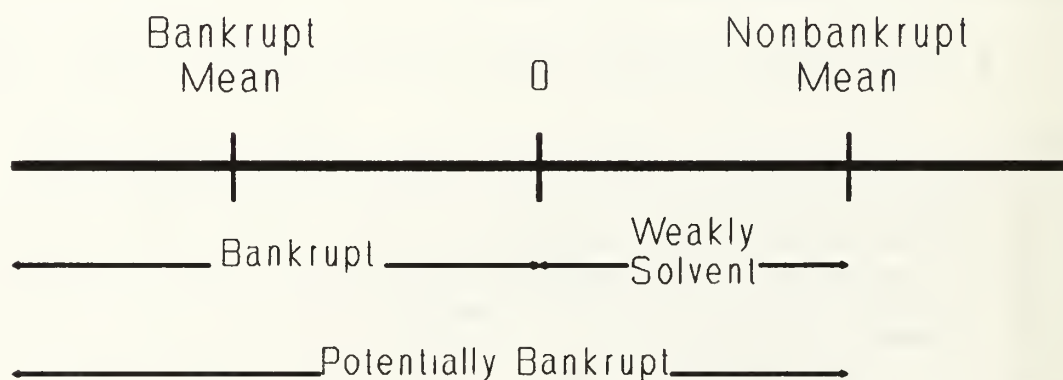 Bankrupt
Mean
0
Nonbankrupt
Mean
Bankrupt
Weakly
Solvent
Potentially Bankrupt